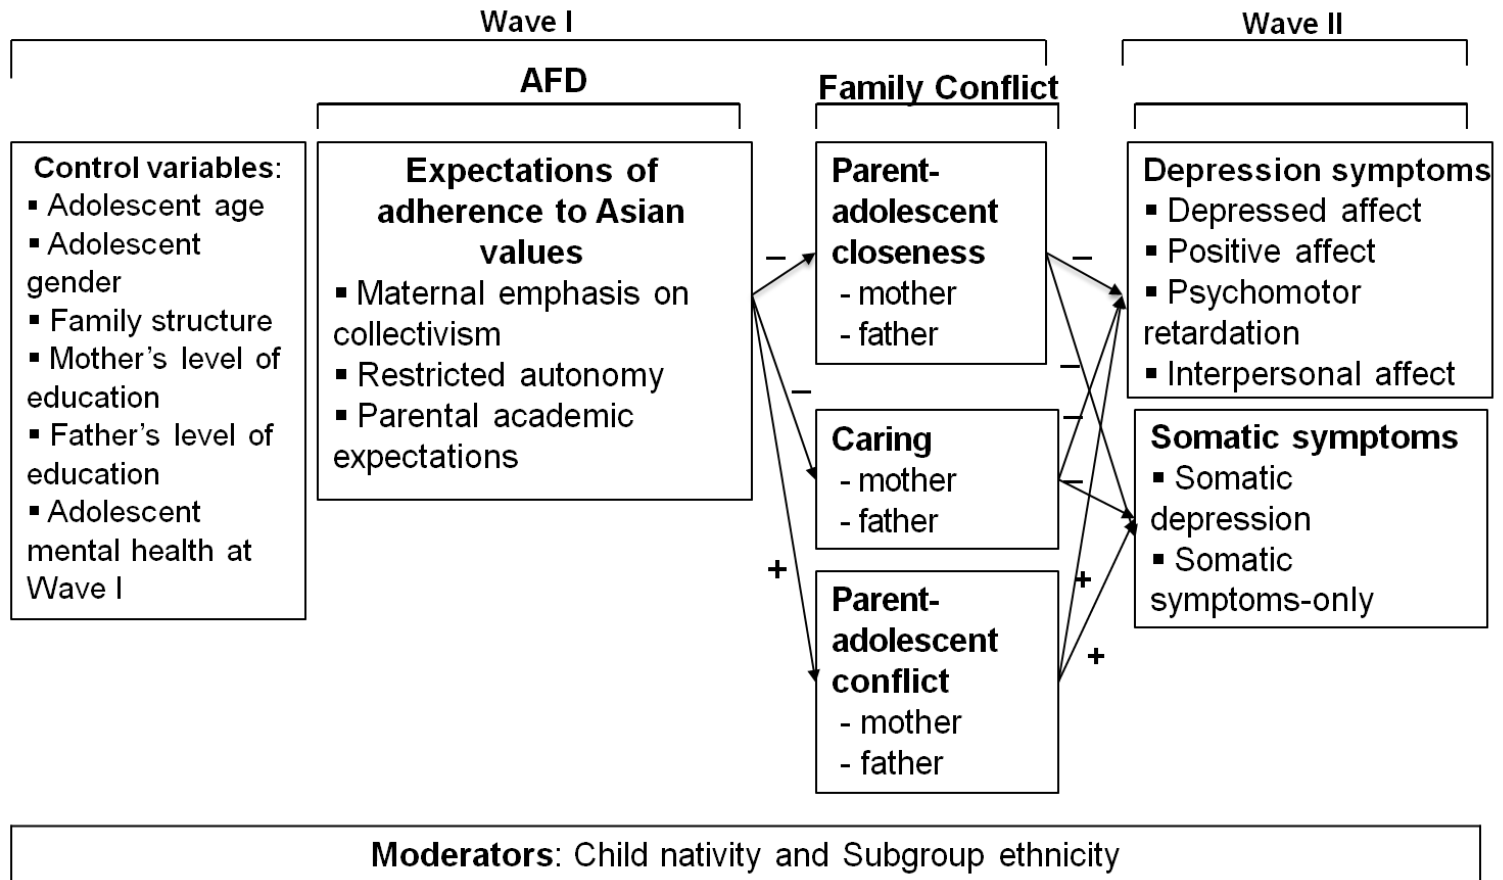 Wave I
Wave II
AFD
Family Conflict
Control variables:
▪ Adolescent age
▪ Adolescent
gender
▪ Family structure
▪ Mother’s level of
education
▪ Father’s level of
education
▪ Adolescent
mental health at
Wave I
Expectations of
adherence to Asian
values
▪ Maternal emphasis on
collectivism
▪ Restricted autonomy
▪ Parental academic
expectations
–
–
+
Parent-
adolescent
closeness
- mother
- father
Caring
- mother
- father
Parent-
adolescent
conflict
- mother
- father
–
–
–
–
+
+
Depression symptoms
▪ Depressed affect
▪ Positive affect
▪ Psychomotor
retardation
▪ Interpersonal affect
Somatic symptoms
▪ Somatic
depression
▪ Somatic
symptoms-only
Moderators: Child nativity and Subgroup ethnicity